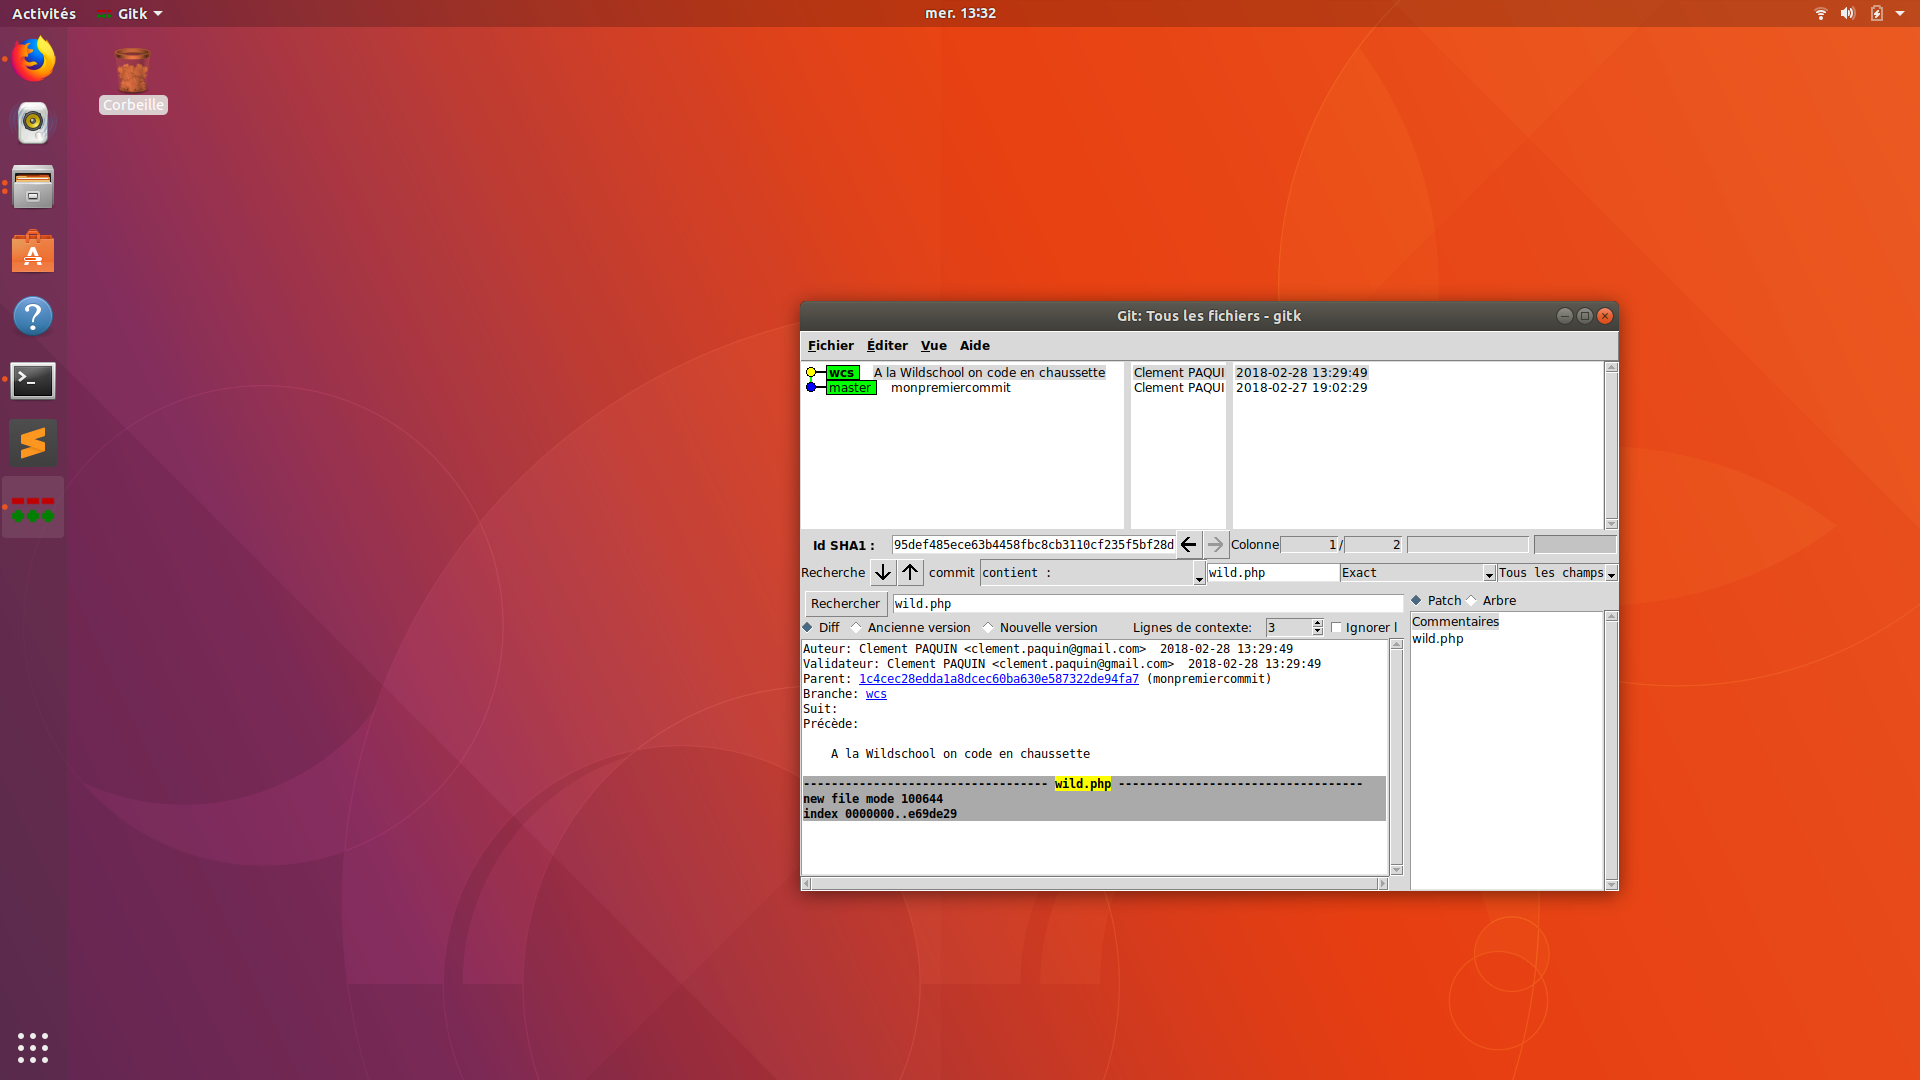 Activités Gitk mer. 13:32
Corbeille
Git: Tous les fichiers - gitk
Fichier Éditer Vue Aide
wcs A la Wildschool on code en chaussette Clement PAQUI 2018-02-28 13:29:49
master monpremiercommit Clement PAQUI 2018-02-27 19:02:29
Id SHA1 : 95def485ece63b4458fbc8cb3110cf235f5bf28d Colonne 1 / 2
Recherche commit contient : wild.php Exact Tous les champs
Rechercher wild.php
Patch Arbre
Diff Ancienne version Nouvelle version Lignes de contexte: 3 Ignorer l
Commentaires
wild.php
Auteur: Clement PAQUIN <clement.paquin@gmail.com>  2018-02-28 13:29:49
Validateur: Clement PAQUIN <clement.paquin@gmail.com>  2018-02-28 13:29:49
Parent: 1c4cec28edda1a8dcec60ba630e587322de94fa7 (monpremiercommit)
Branche: wcs
Suit:
Précède:
A la Wildschool on code en chaussette
----------------------------------- wild.php -----------------------------------
new file mode 100644
index 0000000..e69de29